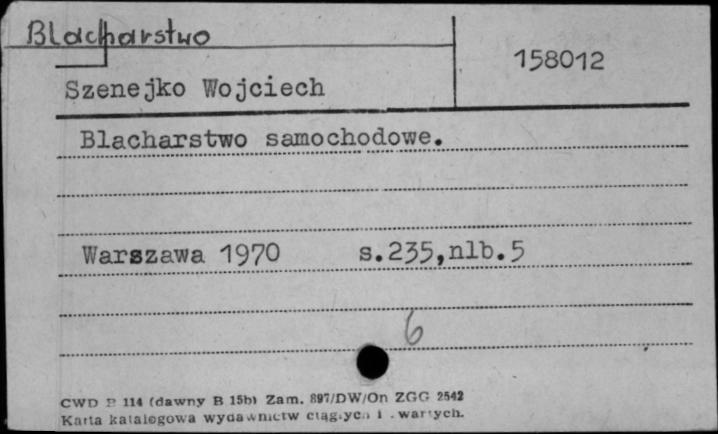 Blacharstwo
158012
Szenejko Wojciech
Blacharstwo samochodowe.
Warszawa 1970 s.235,nlb.5
6
CWD B 114 (dawny B 15b) Zam. 897/DW/On ZGG 2542
Karta katalogowa wydawnictw ciągłych i